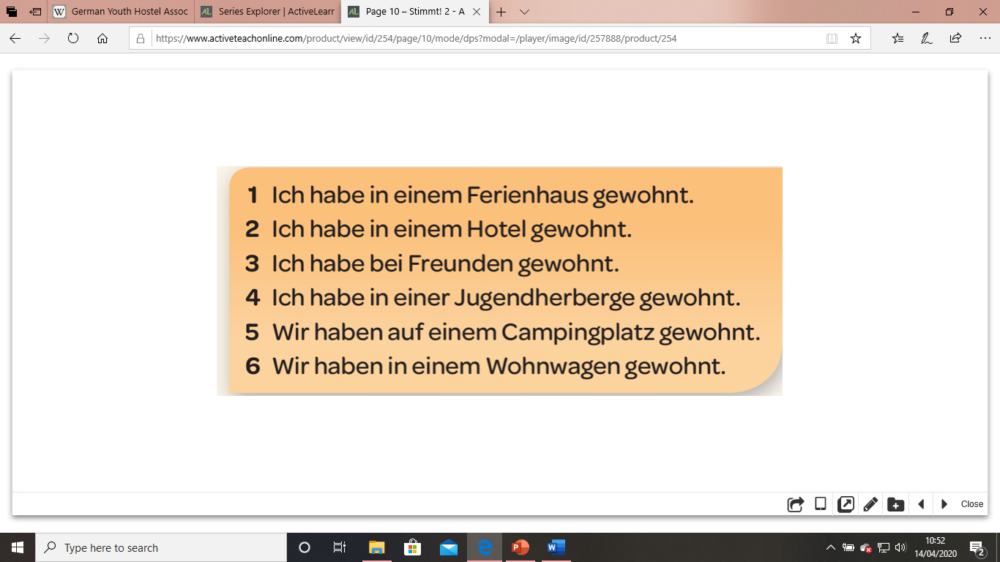 German Youth Hostel Assoc
Series Explorer | ActiveLearn
Page 10 – Stimmt! 2 - A
https://www.activeteachonline.com/product/view/id/254/page/10/mode/dps?modal=/player/image/id/257888/product/254
1 Ich habe in einem Ferienhaus gewohnt.
2 Ich habe in einem Hotel gewohnt.
3 Ich habe bei Freunden gewohnt.
4 Ich habe in einer Jugendherberge gewohnt.
5 Wir haben auf einem Campingplatz gewohnt.
6 Wir haben in einem Wohnwagen gewohnt.
Close
Type here to search
10:52
14/04/2020
2